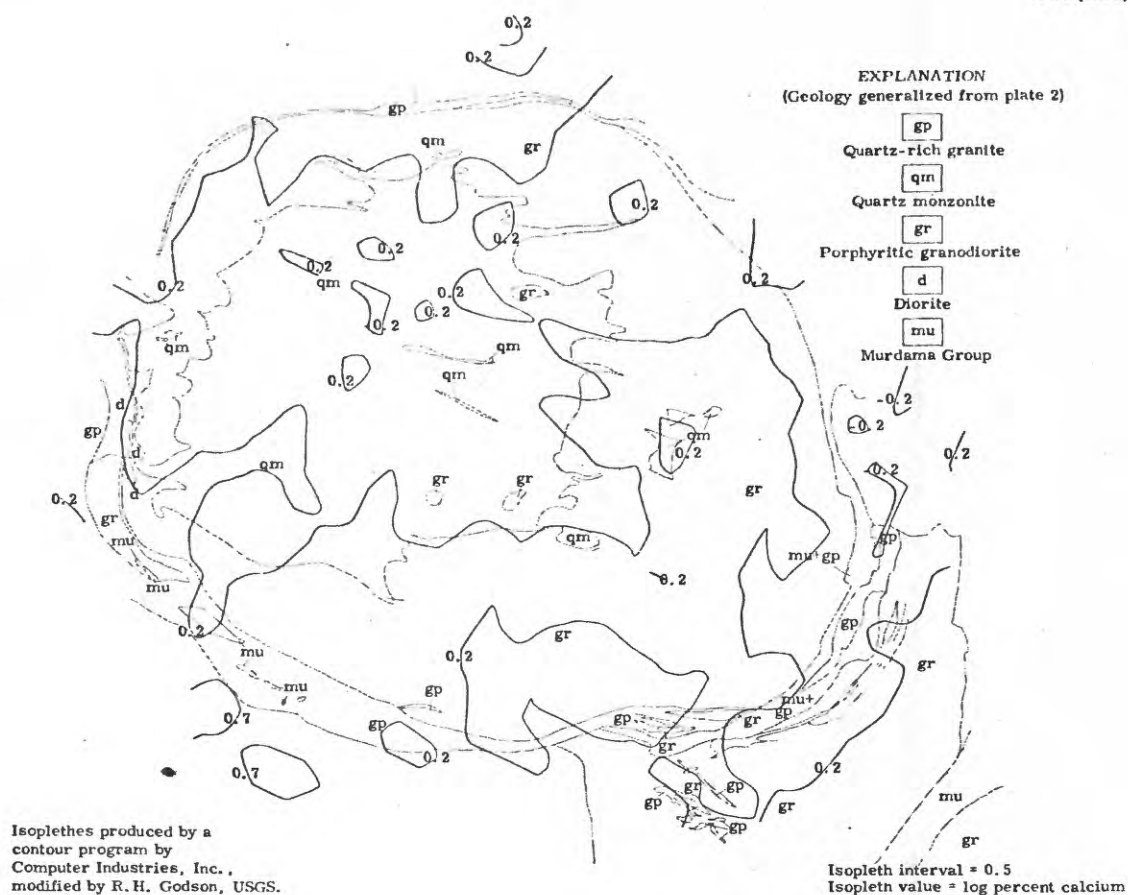 0.2
0.2
EXPLANATION
(Geology generalized from plate 2)
gp
Quartz-rich granite
qm
Quartz monzonite
gr
Porphyritic granodiorite
d
Diorite
mu
Murdama Group
gp
qm
gr
0.2
0.2
0.2
0.2
qm
0.2
0.2
gr
0.2
0.2
0.2
qm
qm
0.2
qm
d
gp
-0.2
-0.2
qm
0.2
0.2
0.2
d
qm
gr
gr
gr
d
0.2
gr
mu
gp
qm
mu+gp
mu
0.2
0.2
gp
gr
gr
mu
0.2
mu
gp
mu+
gp
0.7
gp
gp
gr
0.2
gr
0.7
0.2
gr
gp
gp
gr
mu
gp
gr
Isoplethes produced by a
contour program by
Computer Industries, Inc.,
modified by R. H. Godson, USGS.
Isopleth interval = 0.5
Isopleth value = log percent calcium